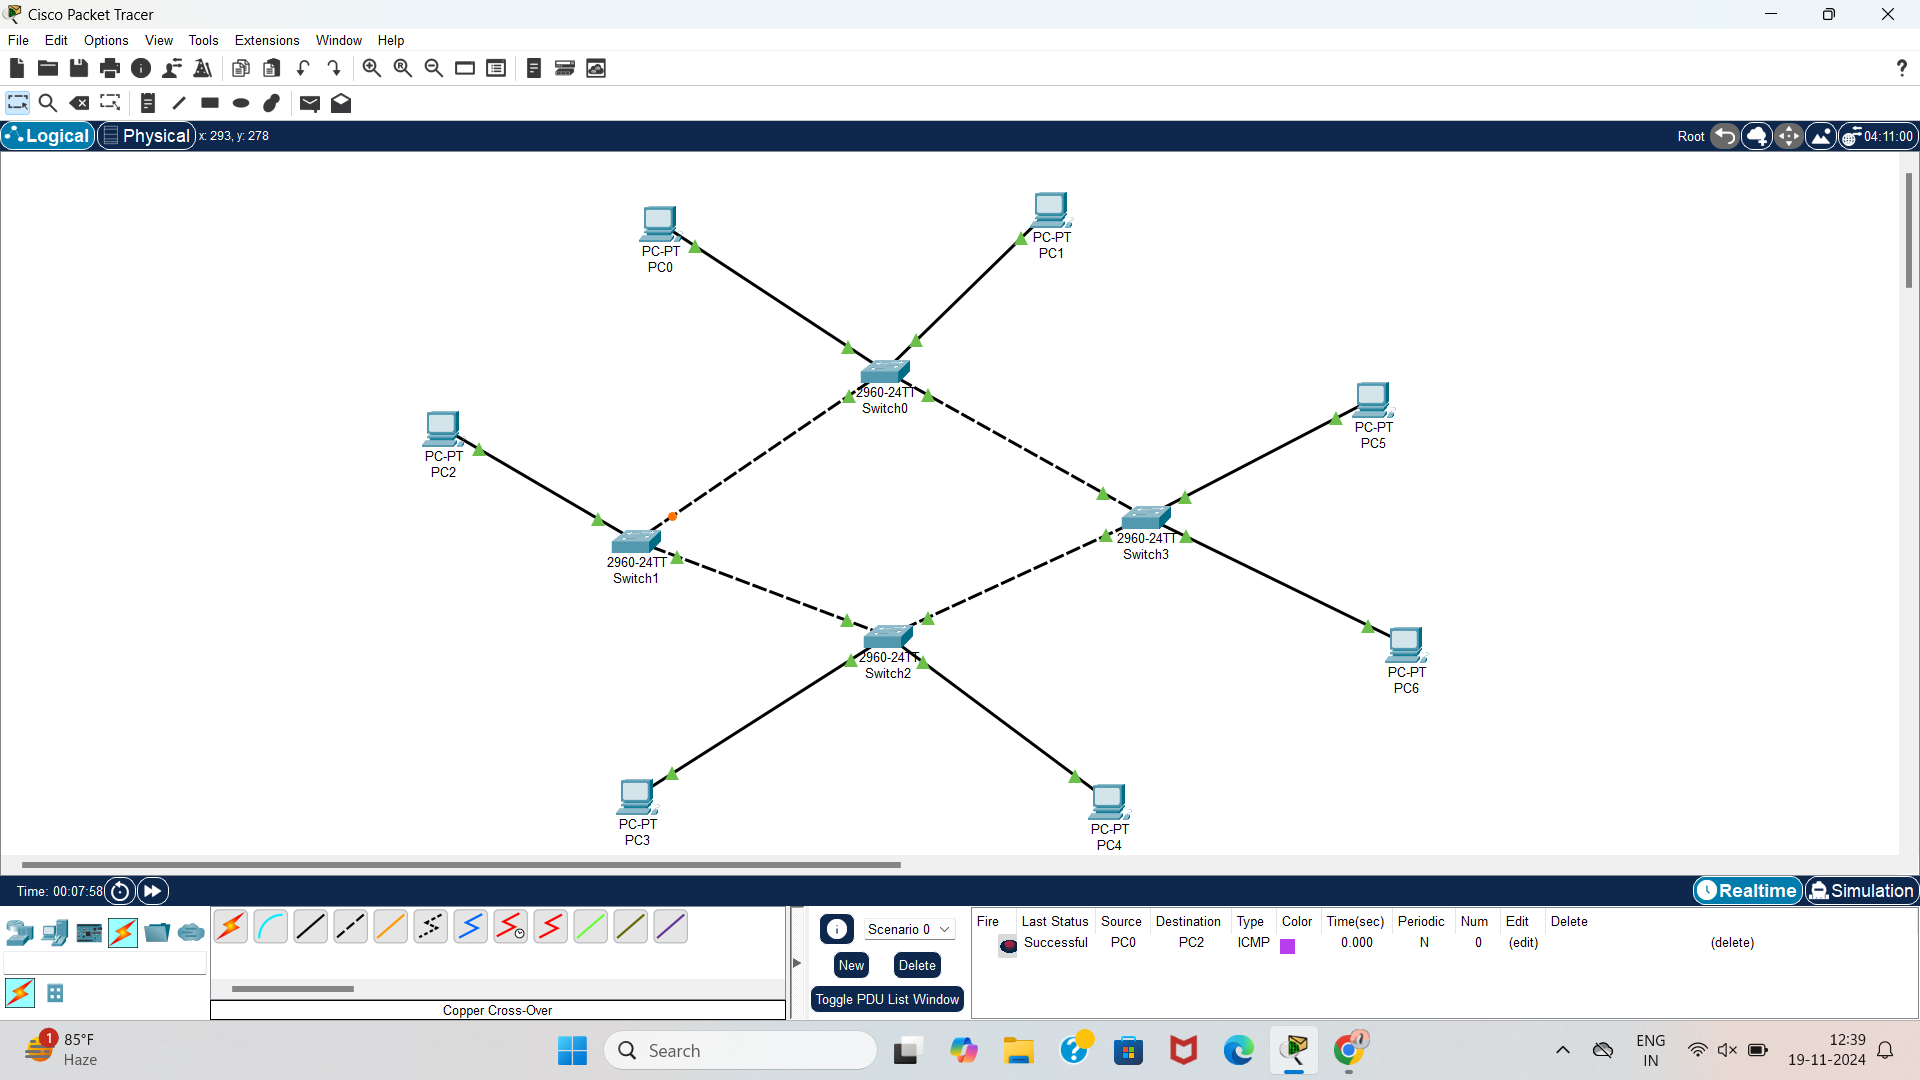 Cisco Packet Tracer
File Edit Options View Tools Extensions Window Help
?
Logical Physical x: 293, y: 278 Root 04:11:00
PC-PT
PC0
PC-PT
PC1
2960-24TT
Switch0
PC-PT
PC5
PC-PT
PC2
2960-24TT
Switch3
2960-24TT
Switch1
2960-24TT
Switch2
PC-PT
PC6
PC-PT
PC3
PC-PT
PC4
Time: 00:07:58 Realtime Simulation
Scenario 0
New Delete
Toggle PDU List Window
Fire Last Status Source Destination Type Color Time(sec) Periodic Num Edit Delete
Successful PC0 PC2 ICMP 0.000 N 0 (edit) (delete)
Copper Cross-Over
1
85°F
Haze
Search
ENG
IN
12:39
19-11-2024